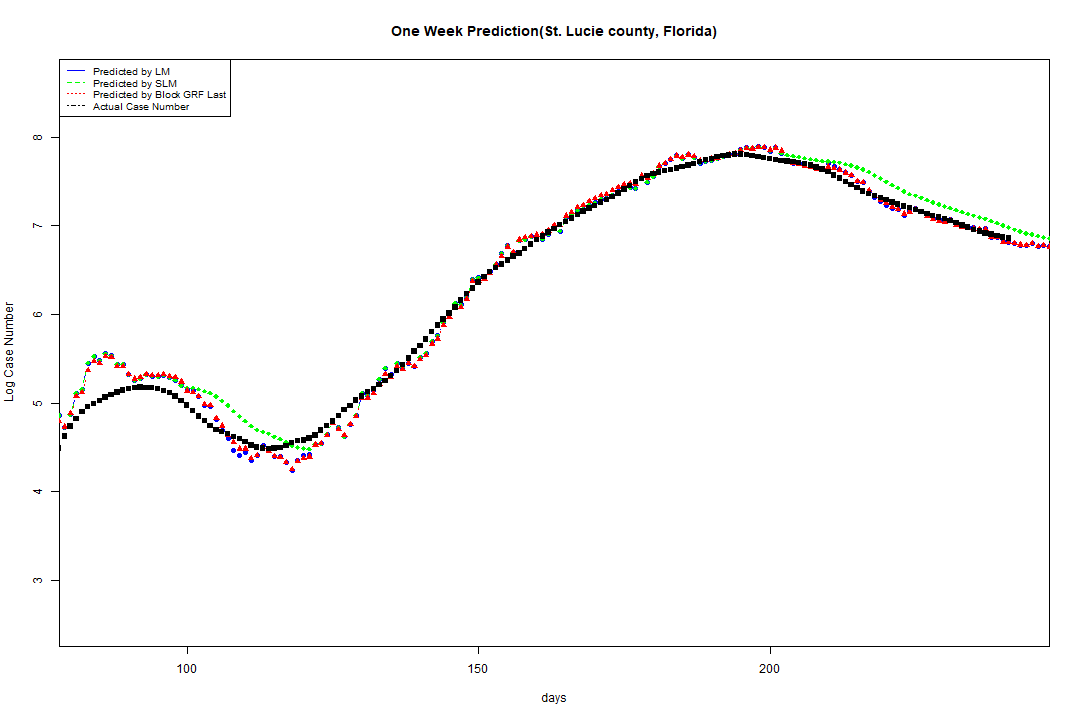 One Week Prediction(St. Lucie county, Florida)
Predicted by LM
Predicted by SLM
Predicted by Block GRF Last
Actual Case Number
8
7
6
5
4
3
Log Case Number
100 150 200
days